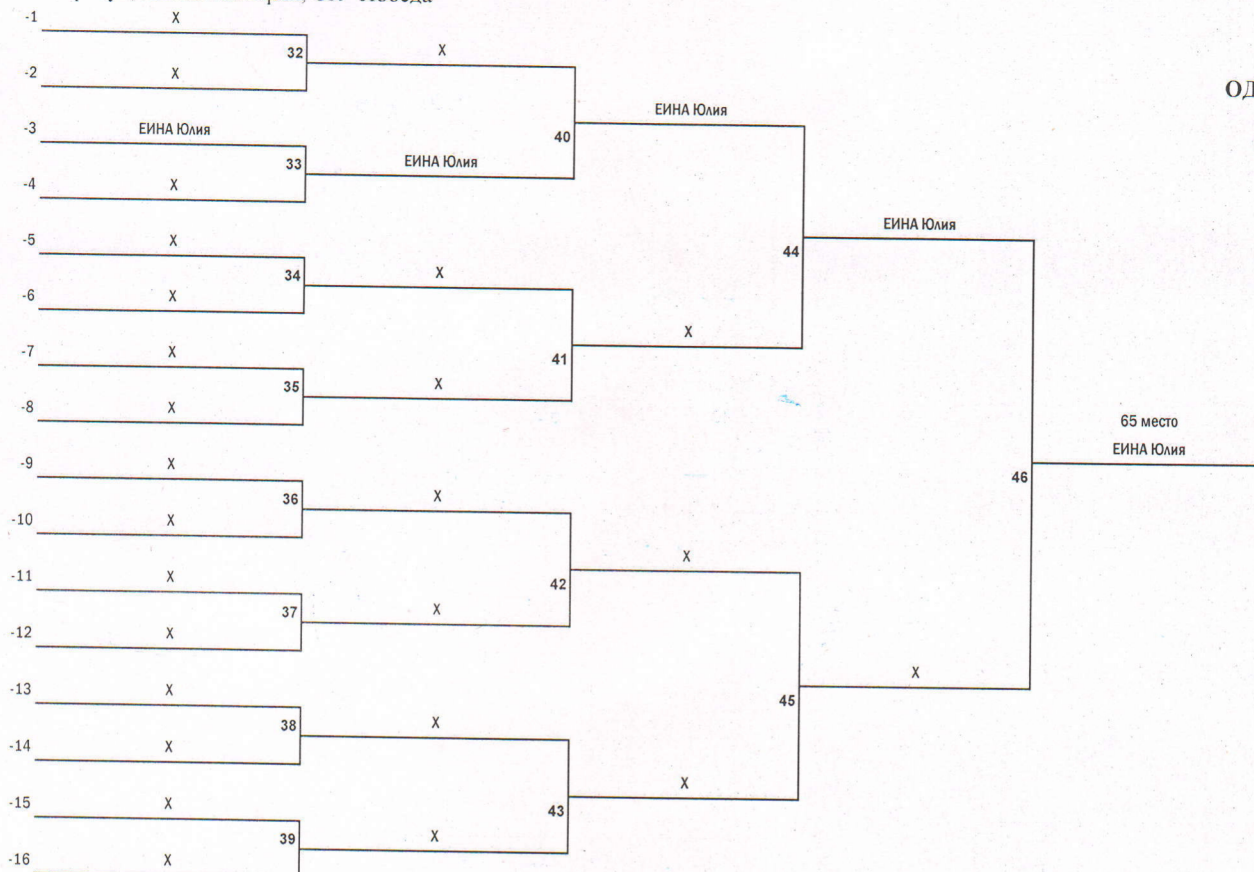 Победа
ОД
-1 X
32
X
-2 X
-3 ЕИНА Юлия
40
ЕИНА Юлия
33
ЕИНА Юлия
-4 X
-5 X
44
ЕИНА Юлия
34
X
-6 X
41
X
-7 X
35
X
-8 X
65 место
ЕИНА Юлия
46
-9 X
36
X
-10 X
42
X
-11 X
37
X
-12 X
45
X
-13 X
38
X
-14 X
43
X
-15 X
39
X
-16 X